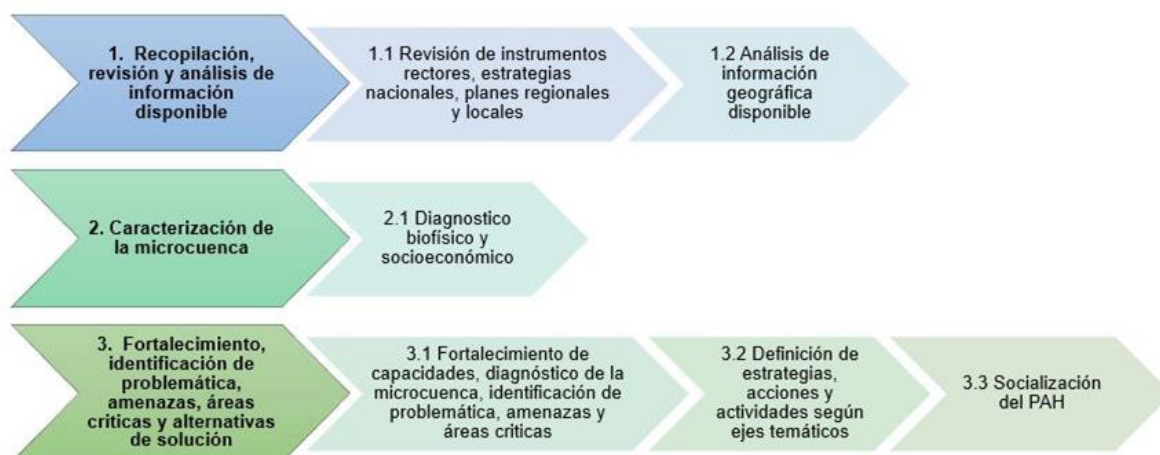 1. Recopilación,
revisión y análisis de
información
disponible
1.1 Revisión de instrumentos
rectores, estrategias
nacionales, planes regionales
y locales
1.2 Análisis de
información
geográfica
disponible
2. Caracterización de
la microcuenca
2.1 Diagnostico
biofísico y
socioeconómico
3. Fortalecimiento,
identificación de
problemática,
amenazas, áreas
criticas y alternativas
de solución
3.1 Fortalecimiento de
capacidades, diagnóstico de la
microcuenca, identificación de
problemática, amenazas y
áreas criticas
3.2 Definición de
estrategias,
acciones y
actividades según
ejes temáticos
3.3 Socialización
del PAH